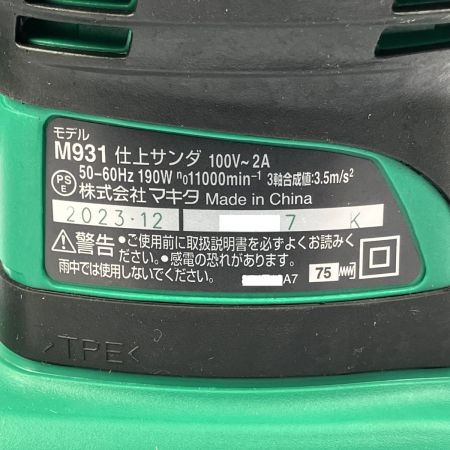 モデル
M931 仕上サンダ 100V~2A
PS E 50-60Hz 190W n₀11000min⁻¹ 3軸合成値:3.5m/s²
株式会社マキタ Made in China
2023·12 7 K
警告 •ご使用前に取扱説明書を必ずよくお読み
ください。•感電の恐れがあります。
雨中では使用しないでください。 A7 75
>TPE<